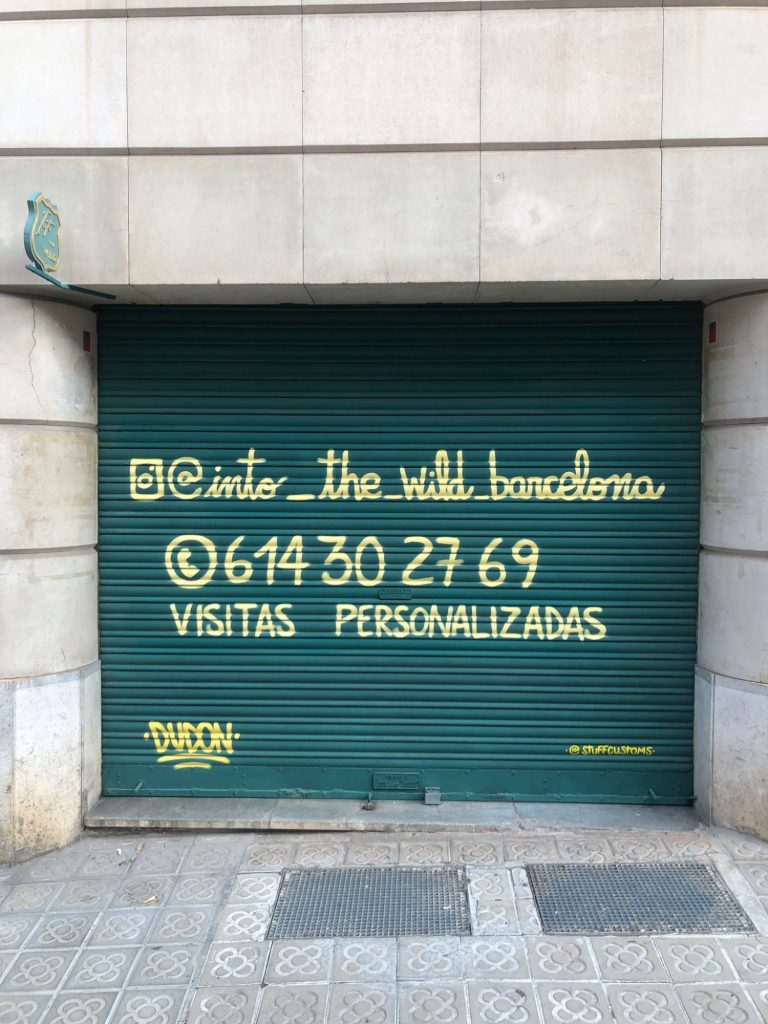 @into_the_wild_barcelona
614 30 27 69
VISITAS PERSONALIZADAS
·DUDON·
·@STUFFCUSTOMS·